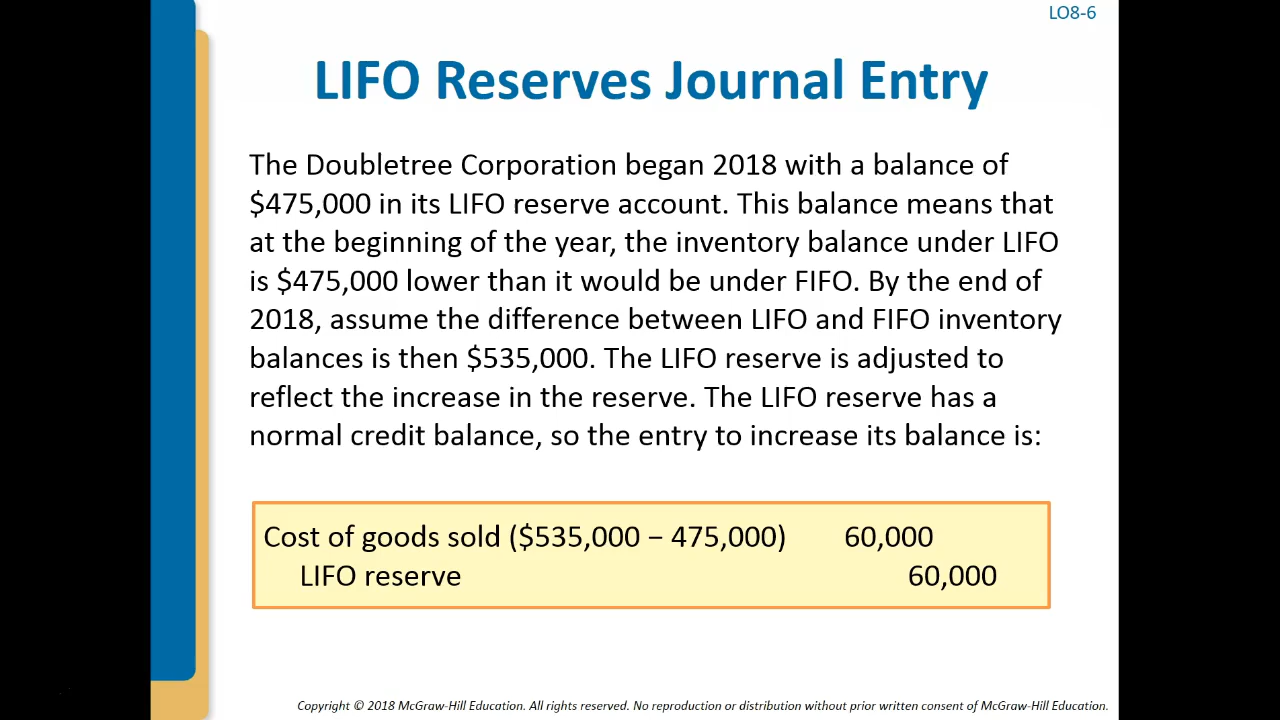 LO8-6
LIFO Reserves Journal Entry
The Doubletree Corporation began 2018 with a balance of
$475,000 in its LIFO reserve account. This balance means that
at the beginning of the year, the inventory balance under LIFO
is $475,000 lower than it would be under FIFO. By the end of
2018, assume the difference between LIFO and FIFO inventory
balances is then $535,000. The LIFO reserve is adjusted to
reflect the increase in the reserve. The LIFO reserve has a
normal credit balance, so the entry to increase its balance is:
Cost of goods sold ($535,000 − 475,000) 60,000
LIFO reserve 60,000
Copyright © 2018 McGraw-Hill Education. All rights reserved. No reproduction or distribution without prior written consent of McGraw-Hill Education.